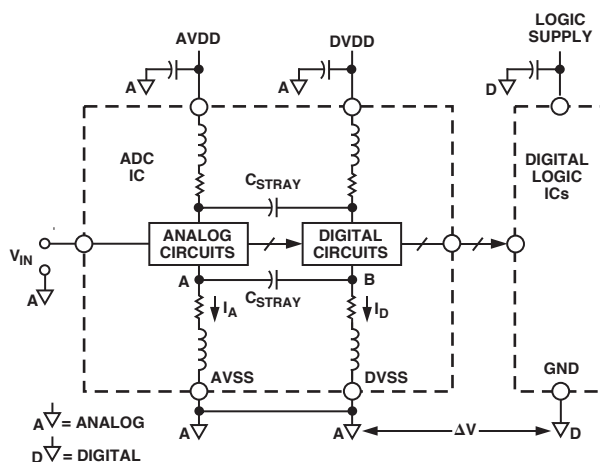 AVDD
DVDD
LOGIC
SUPPLY
A
A
D
ADC
IC
DIGITAL
LOGIC
ICs
CSTRAY
VIN
ANALOG
CIRCUITS
DIGITAL
CIRCUITS
A
A
B
CSTRAY
IA
ID
AVSS
DVSS
GND
A
A
ΔV
D
A = ANALOG
D = DIGITAL